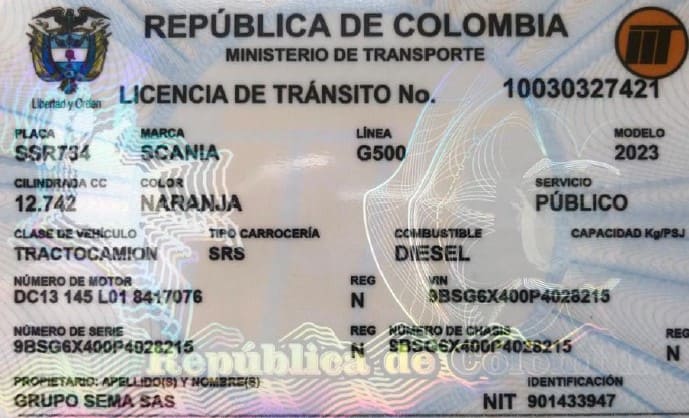 REPÚBLICA DE COLOMBIA
MINISTERIO DE TRANSPORTE
Libertad y Orden
LICENCIA DE TRÁNSITO No. 10030327421
PLACA MARCA LÍNEA MODELO
SSR764 SCANIA G500 2023
CILINDRADA CC COLOR SERVICIO
12.742 NARANJA PÚBLICO
CLASE DE VEHÍCULO TIPO CARROCERÍA COMBUSTIBLE CAPACIDAD Kg/PSJ
TRACTOCAMION SRS DIESEL
NÚMERO DE MOTOR REG VIN
DC13 145 L01 8417076 N 9BSG6X400P4028215
NÚMERO DE SERIE REG NÚMERO DE CHASIS REG
9BSG6X400P4028215 N 9BSG6X400P4028215 N
República de Colombia
PROPIETARIO: APELLIDO(S) Y NOMBRE(S) IDENTIFICACIÓN
GRUPO SEMA SAS NIT 901433947